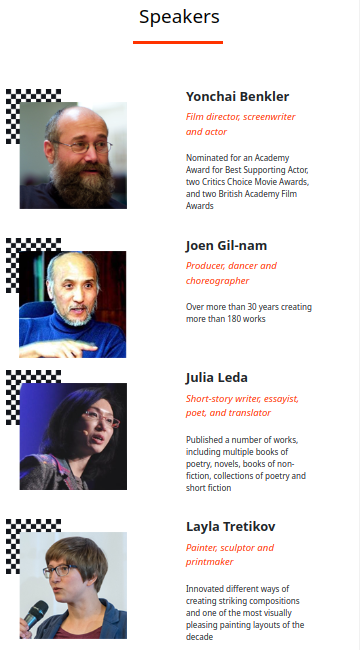 Speakers
Yonchai Benkler
Film director, screenwriter
and actor
Nominated for an Academy
Award for Best Supporting Actor,
two Critics Choice Movie Awards,
and two British Academy Film
Awards
Joen Gil-nam
Producer, dancer and
choreographer
Over more than 30 years creating
more than 180 works
Julia Leda
Short-story writer, essayist,
poet, and translator
Published a number of works,
including multiple books of
poetry, novels, books of non-
fiction, collections of poetry and
short fiction
Layla Tretikov
Painter, sculptor and
printmaker
Innovated different ways of
creating striking compositions
and one of the most visually
pleasing painting layouts of the
decade